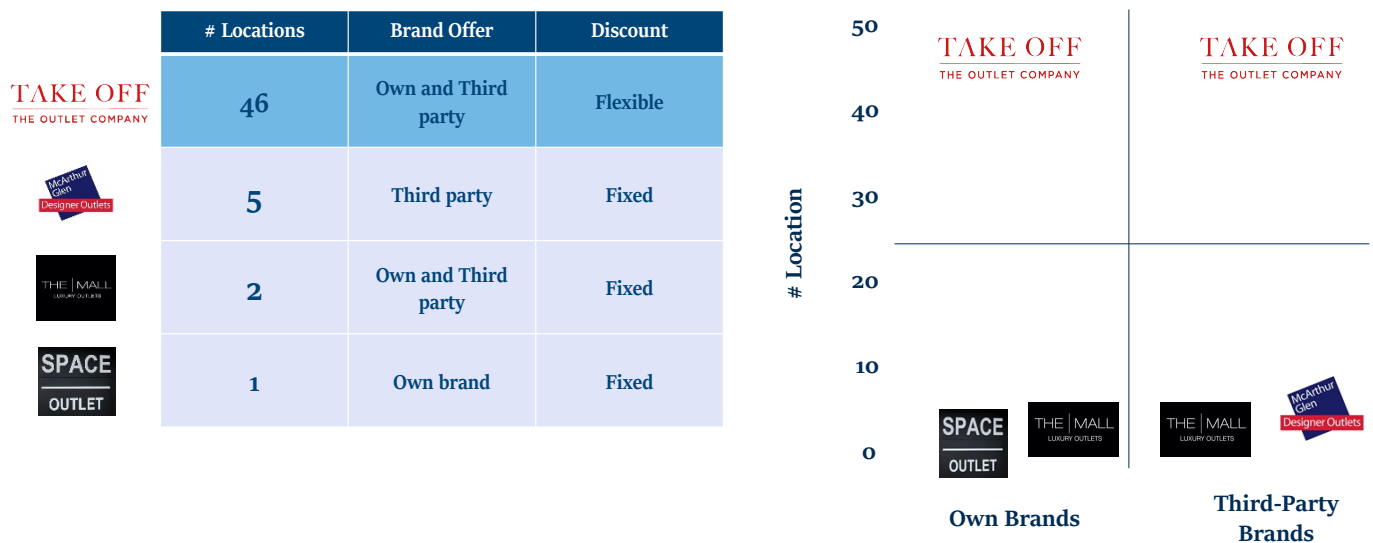 # Locations
Brand Offer
Discount
TAKE OFF
THE OUTLET COMPANY
46
Own and Third
party
Flexible
McArthur
Glen
Designer Outlets
5
Third party
Fixed
THE | MALL
LUXURY OUTLETS
2
Own and Third
party
Fixed
SPACE
OUTLET
1
Own brand
Fixed
# Location
50
40
30
20
10
0
TAKE OFF
THE OUTLET COMPANY
TAKE OFF
THE OUTLET COMPANY
SPACE
OUTLET
THE | MALL
LUXURY OUTLETS
THE | MALL
LUXURY OUTLETS
McArthur
Glen
Designer Outlets
Own Brands
Third-Party
Brands